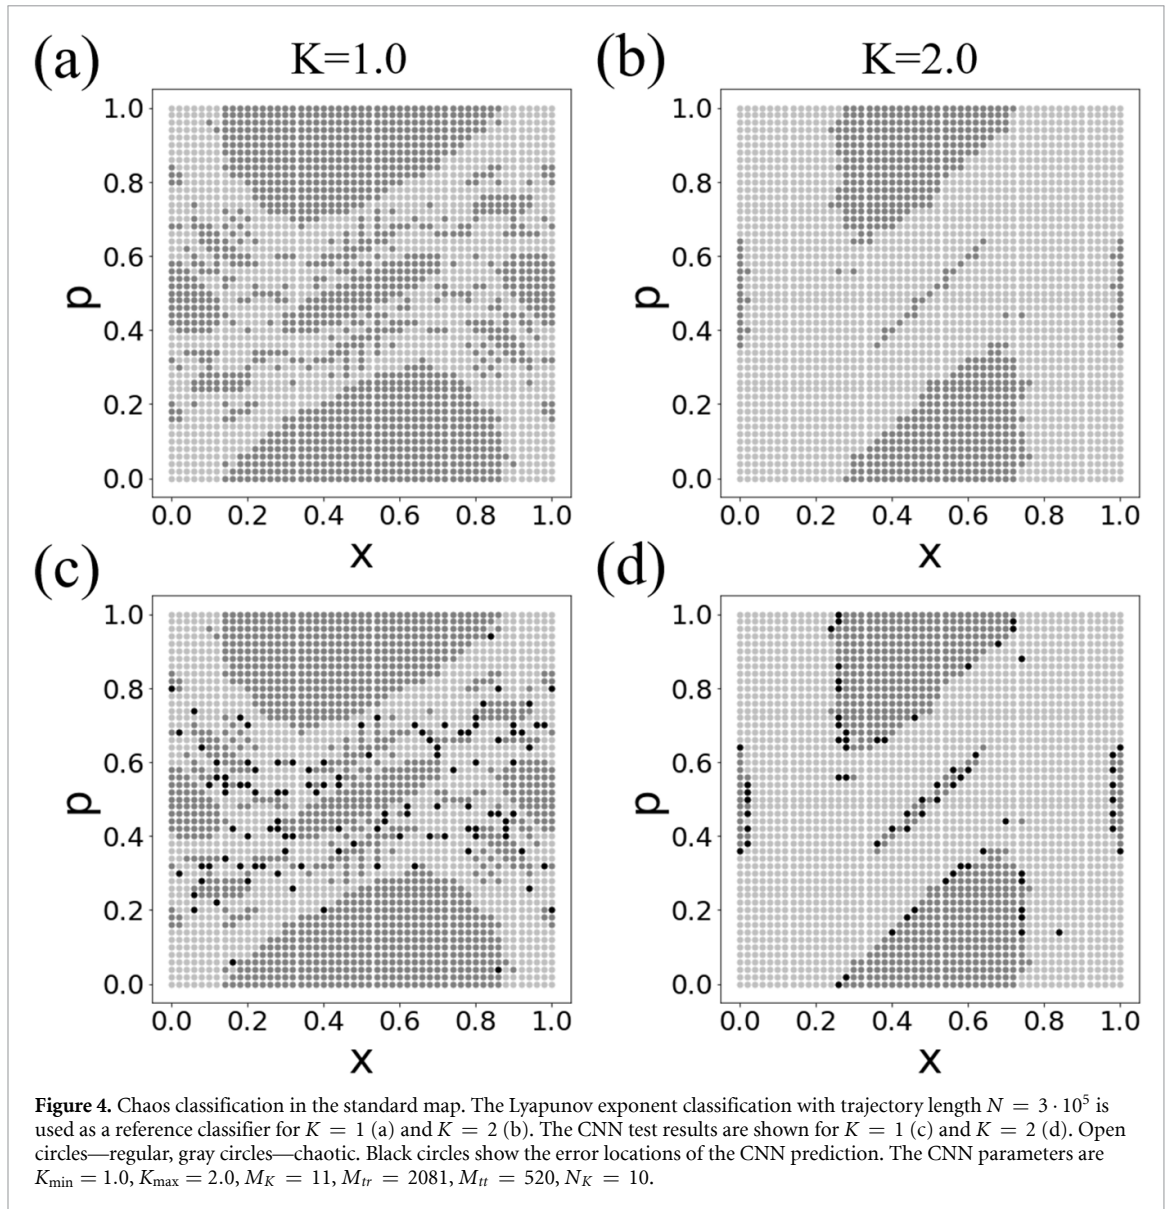 (a) K=1.0 (b) K=2.0
1.0 1.0
0.8 0.8
0.6 0.6
p p
0.4 0.4
0.2 0.2
0.0 0.0
0.0 0.2 0.4 0.6 0.8 1.0 0.0 0.2 0.4 0.6 0.8 1.0
x x
(c) (d)
1.0 1.0
0.8 0.8
0.6 0.6
p p
0.4 0.4
0.2 0.2
0.0 0.0
0.0 0.2 0.4 0.6 0.8 1.0 0.0 0.2 0.4 0.6 0.8 1.0
x x
Figure 4. Chaos classification in the standard map. The Lyapunov exponent classification with trajectory length N = 3 · 10⁵ is
used as a reference classifier for K = 1 (a) and K = 2 (b). The CNN test results are shown for K = 1 (c) and K = 2 (d). Open
circles—regular, gray circles—chaotic. Black circles show the error locations of the CNN prediction. The CNN parameters are
K_min = 1.0, K_max = 2.0, M_K = 11, M_tr = 2081, M_tt = 520, N_K = 10.